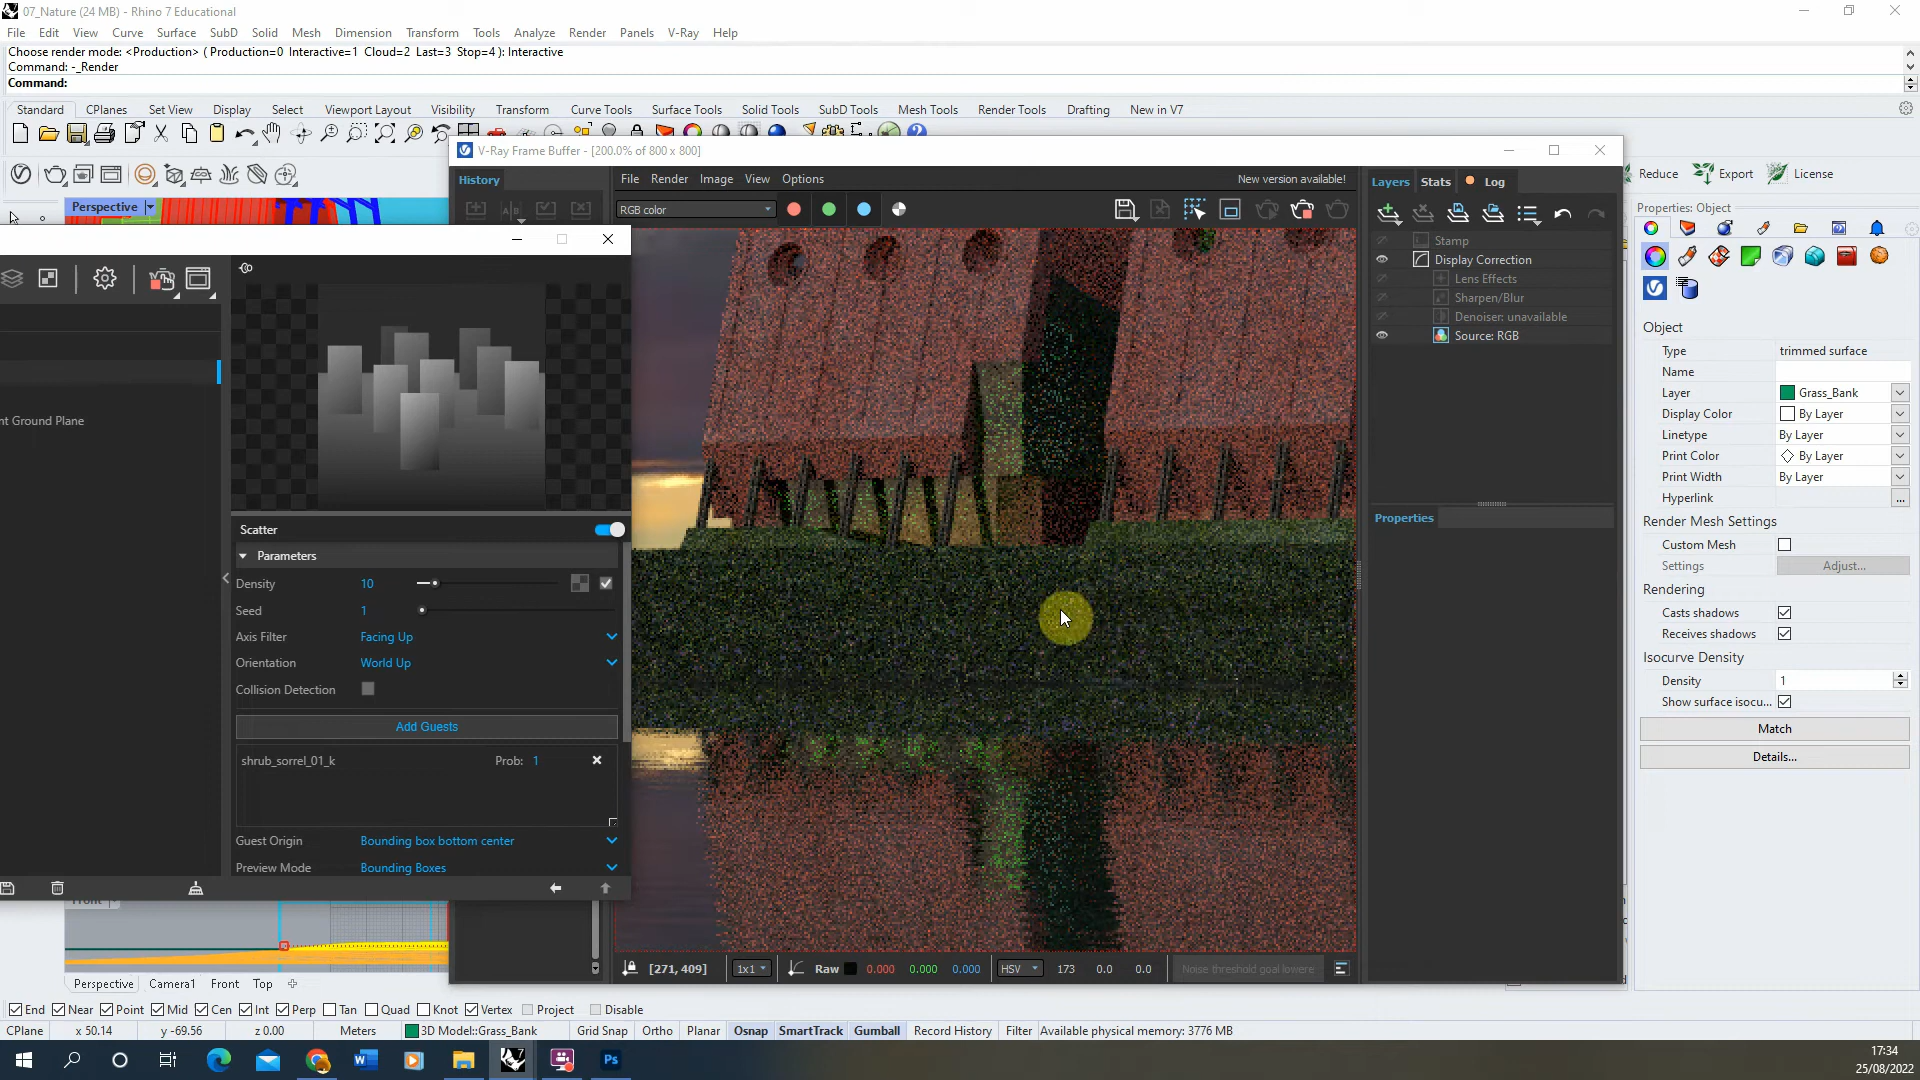 07_Nature (24 MB) - Rhino 7 Educational
File Edit View Curve Surface SubD Solid Mesh Dimension Transform Tools Analyze Render Panels V-Ray Help
Choose render mode: <Production> ( Production=0 Interactive=1 Cloud=2 Last=3 Stop=4 ): Interactive
Command: -_Render
Command:
Standard CPlanes Set View Display Select Viewport Layout Visibility Transform Curve Tools Surface Tools Solid Tools SubD Tools Mesh Tools Render Tools Drafting New in V7
V-Ray Frame Buffer - [200.0% of 800 x 800]
Reduce Export License
History File Render Image View Options New version available! Layers Stats Log
Perspective
RGB color
Properties: Object
Stamp
Display Correction
Lens Effects
Sharpen/Blur
Denoiser: unavailable
Source: RGB
Object
Type trimmed surface
Name
Layer Grass_Bank
Display Color By Layer
Linetype By Layer
Print Color By Layer
Print Width By Layer
Hyperlink ...
Render Mesh Settings
Custom Mesh
Settings Adjust...
Rendering
Casts shadows
Receives shadows
Isocurve Density
Density 1
Show surface isocu...
Match
Details...
Properties
nt Ground Plane
Scatter
Parameters
Density 10
Seed 1
Axis Filter Facing Up
Orientation World Up
Collision Detection
Add Guests
shrub_sorrel_01_k Prob: 1
Guest Origin Bounding box bottom center
Preview Mode Bounding Boxes
Front
[271, 409] 1x1 Raw 0.000 0.000 0.000 HSV 173 0.0 0.0 Noise threshold goal lowere
Perspective Camera1 Front Top
End Near Point Mid Cen Int Perp Tan Quad Knot Vertex Project Disable
CPlane x 50.14 y -69.56 z 0.00 Meters 3D Model::Grass_Bank Grid Snap Ortho Planar Osnap SmartTrack Gumball Record History Filter Available physical memory: 3776 MB
17:34
25/08/2022